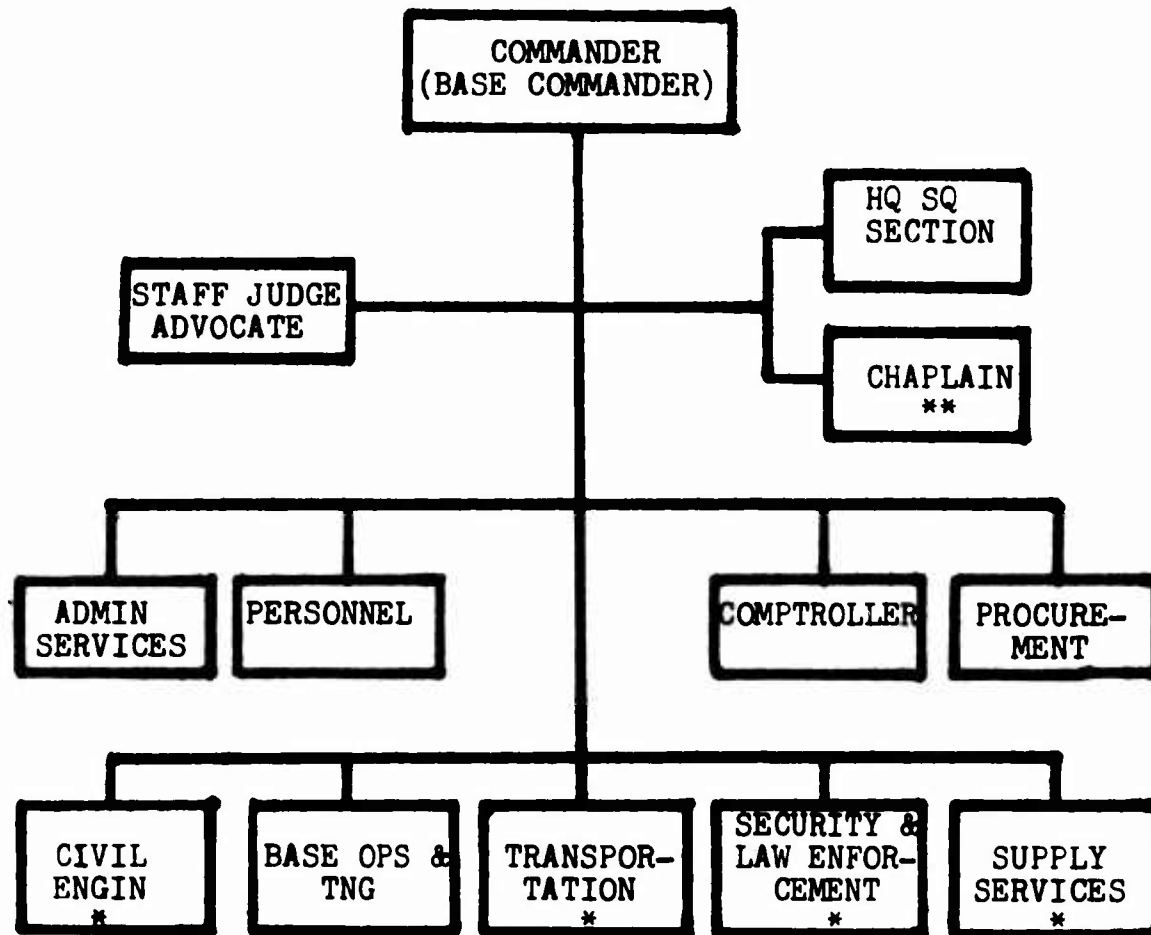 COMMANDER
(BASE COMMANDER)
HQ SQ
SECTION
STAFF JUDGE
ADVOCATE
CHAPLAIN
**
ADMIN
SERVICES
PERSONNEL
COMPTROLLER
PROCURE-
MENT
CIVIL
ENGIN
*
BASE OPS &
TNG
TRANSPOR-
TATION
*
SECURITY &
LAW ENFOR-
CEMENT
*
SUPPLY
SERVICES
*